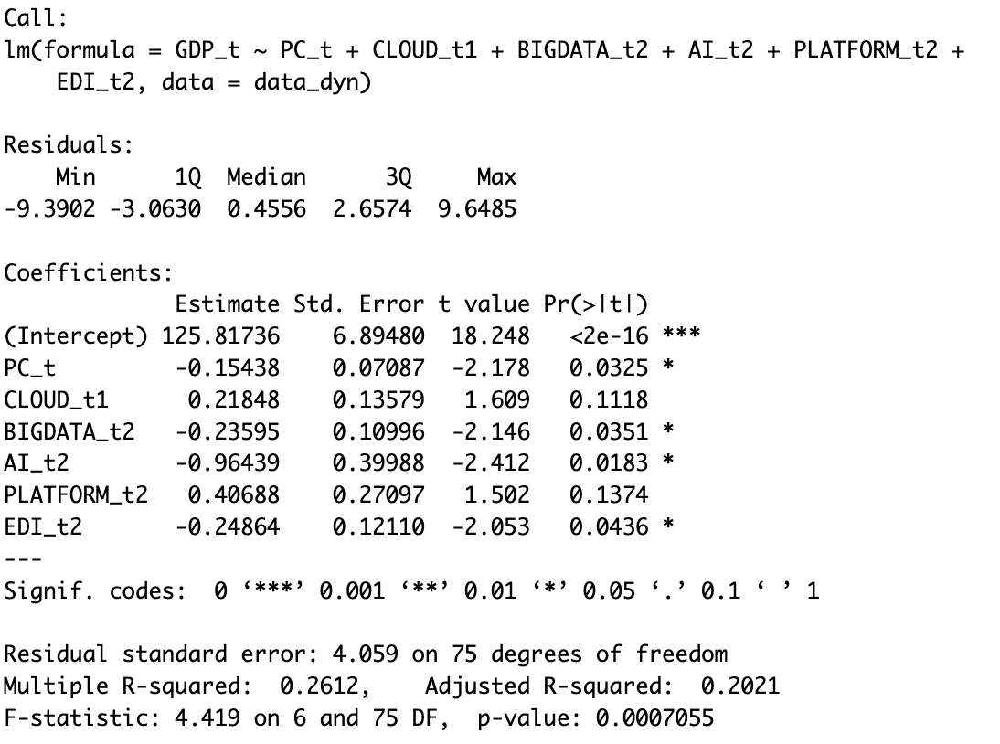 Call:
lm(formula = GDP_t ~ PC_t + CLOUD_t1 + BIGDATA_t2 + AI_t2 + PLATFORM_t2 +
    EDI_t2, data = data_dyn)

Residuals:
    Min      1Q  Median      3Q     Max
-9.3902 -3.0630  0.4556  2.6574  9.6485

Coefficients:
             Estimate Std. Error t value Pr(>|t|)
(Intercept) 125.81736    6.89480  18.248   <2e-16 ***
PC_t         -0.15438    0.07087  -2.178   0.0325 *
CLOUD_t1      0.21848    0.13579   1.609   0.1118
BIGDATA_t2   -0.23595    0.10996  -2.146   0.0351 *
AI_t2        -0.96439    0.39988  -2.412   0.0183 *
PLATFORM_t2   0.40688    0.27097   1.502   0.1374
EDI_t2       -0.24864    0.12110  -2.053   0.0436 *
---
Signif. codes:  0 ‘***’ 0.001 ‘**’ 0.01 ‘*’ 0.05 ‘.’ 0.1 ‘ ’ 1

Residual standard error: 4.059 on 75 degrees of freedom
Multiple R-squared:  0.2612,    Adjusted R-squared:  0.2021
F-statistic: 4.419 on 6 and 75 DF,  p-value: 0.0007055